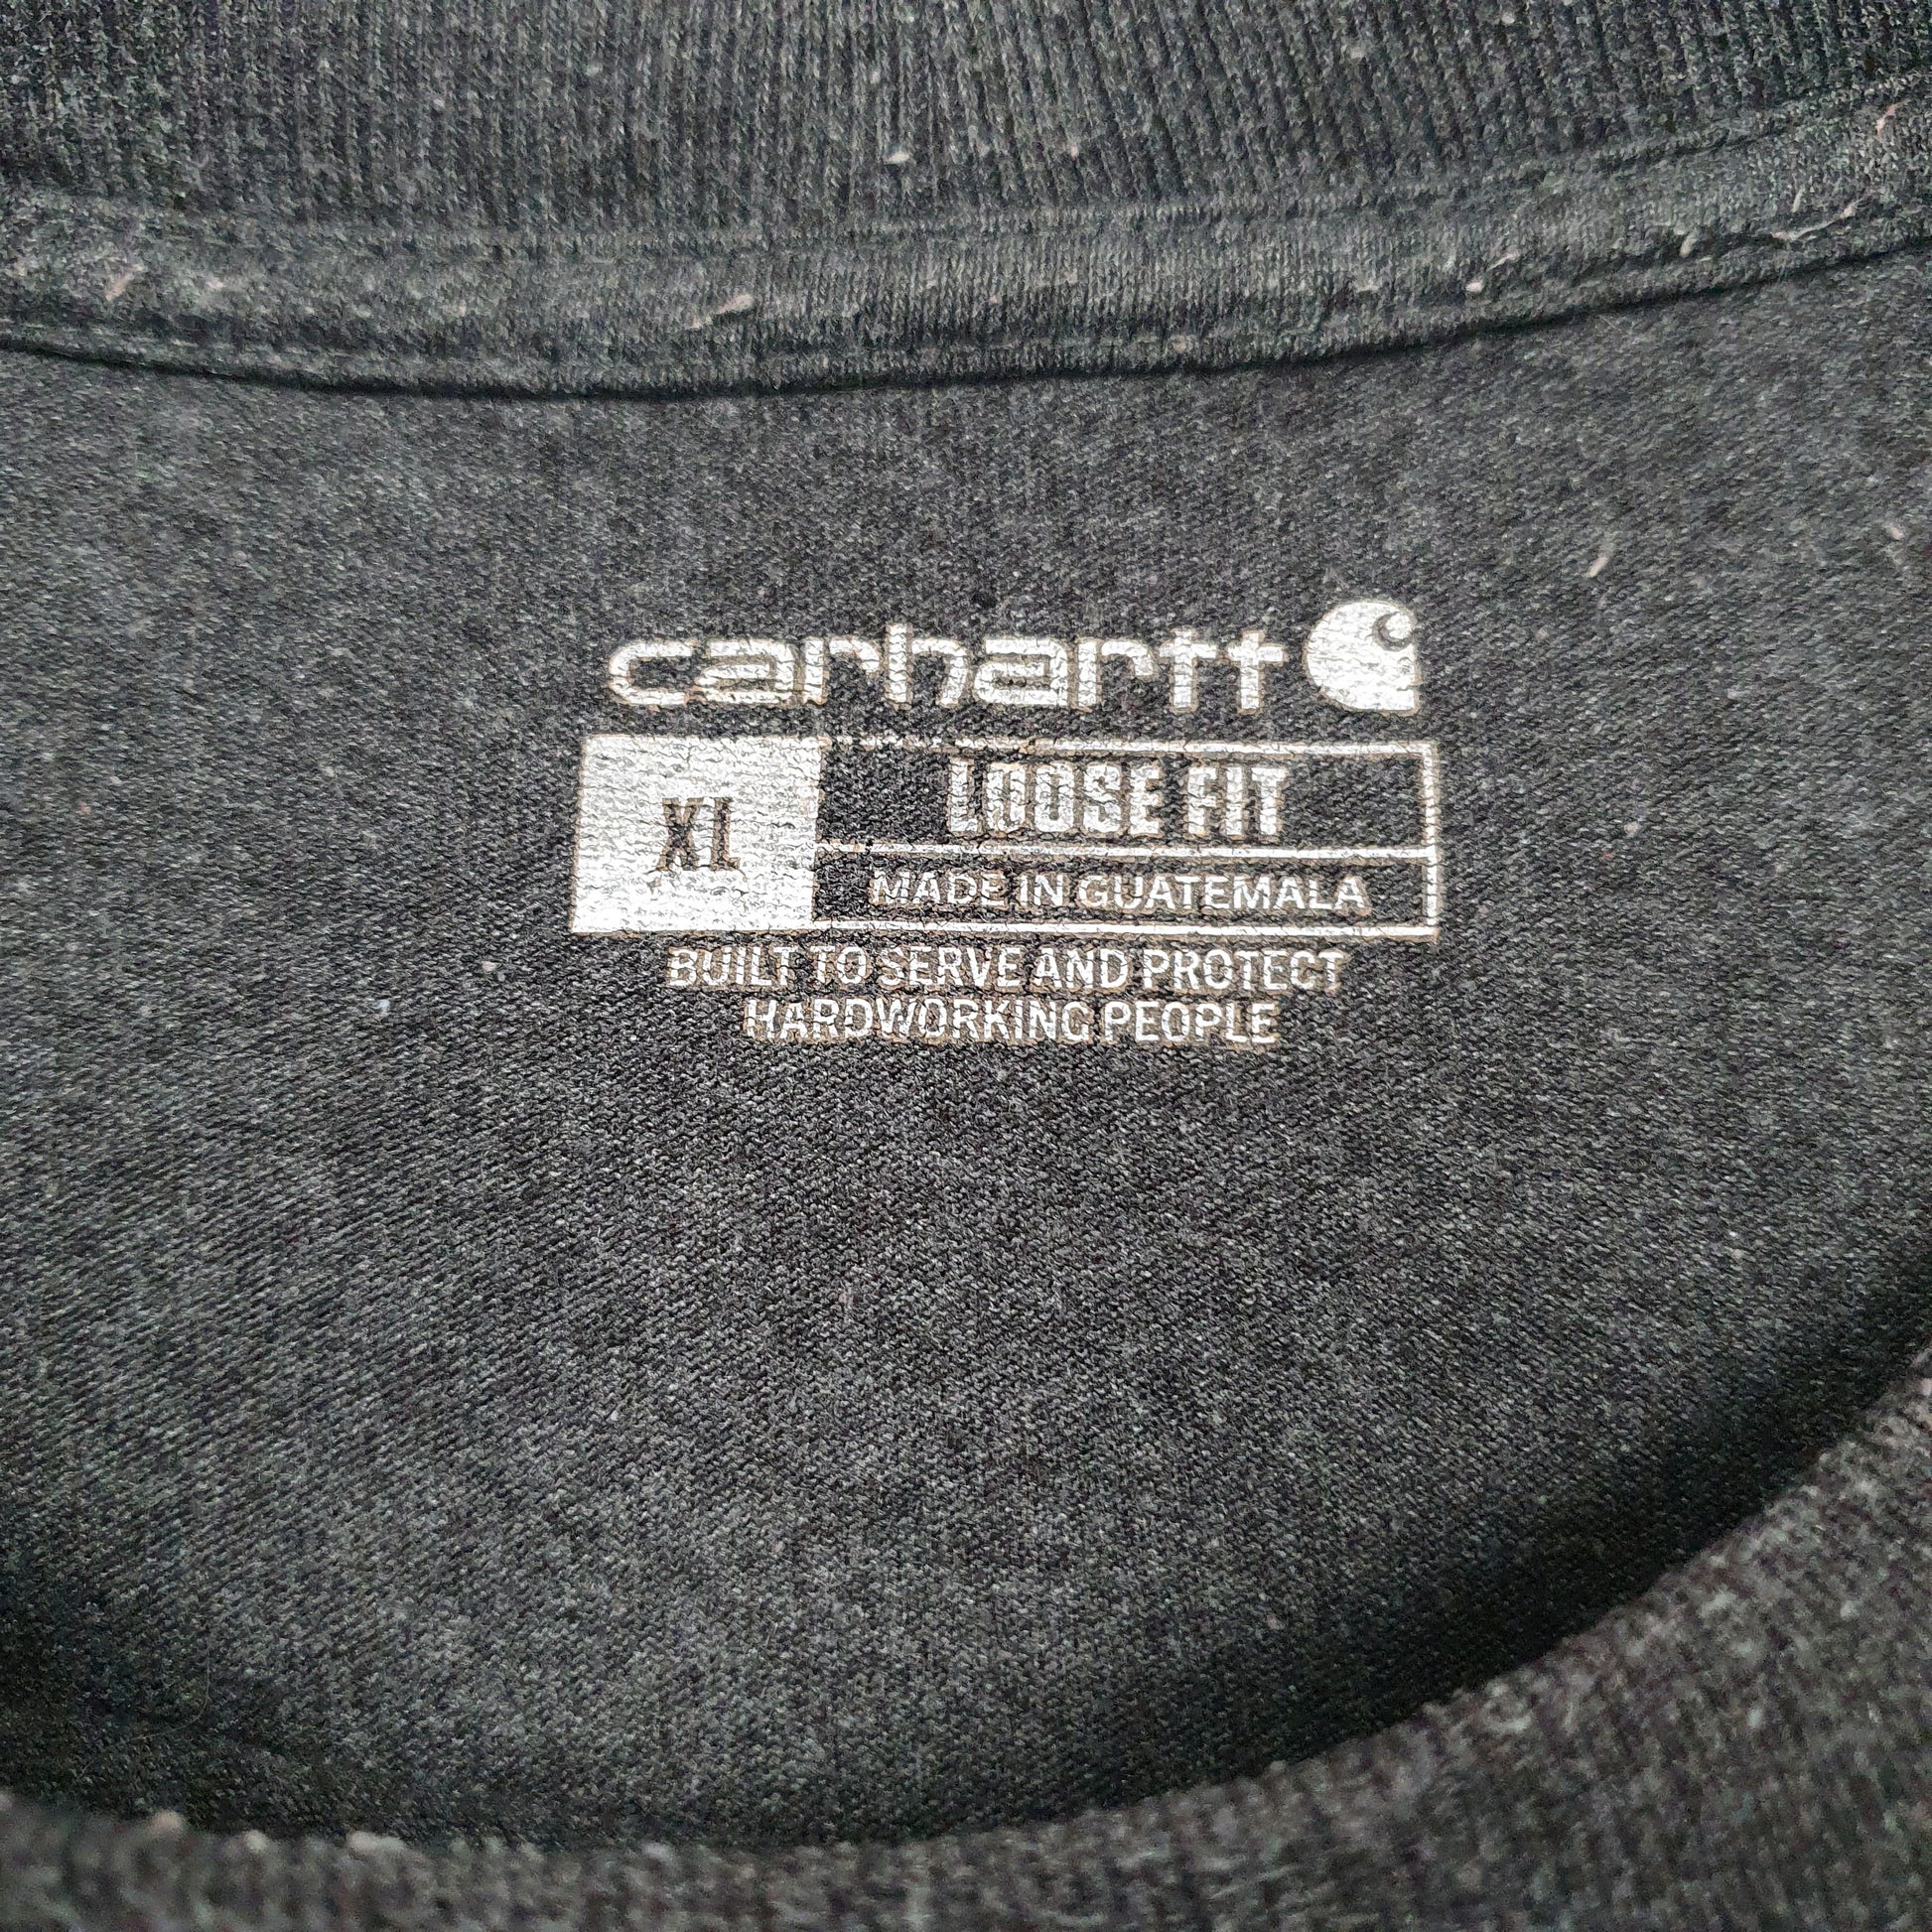 carhartt
XL
LOOSE FIT
MADE IN GUATEMALA
BUILT TO SERVE AND PROTECT
HARDWORKING PEOPLE